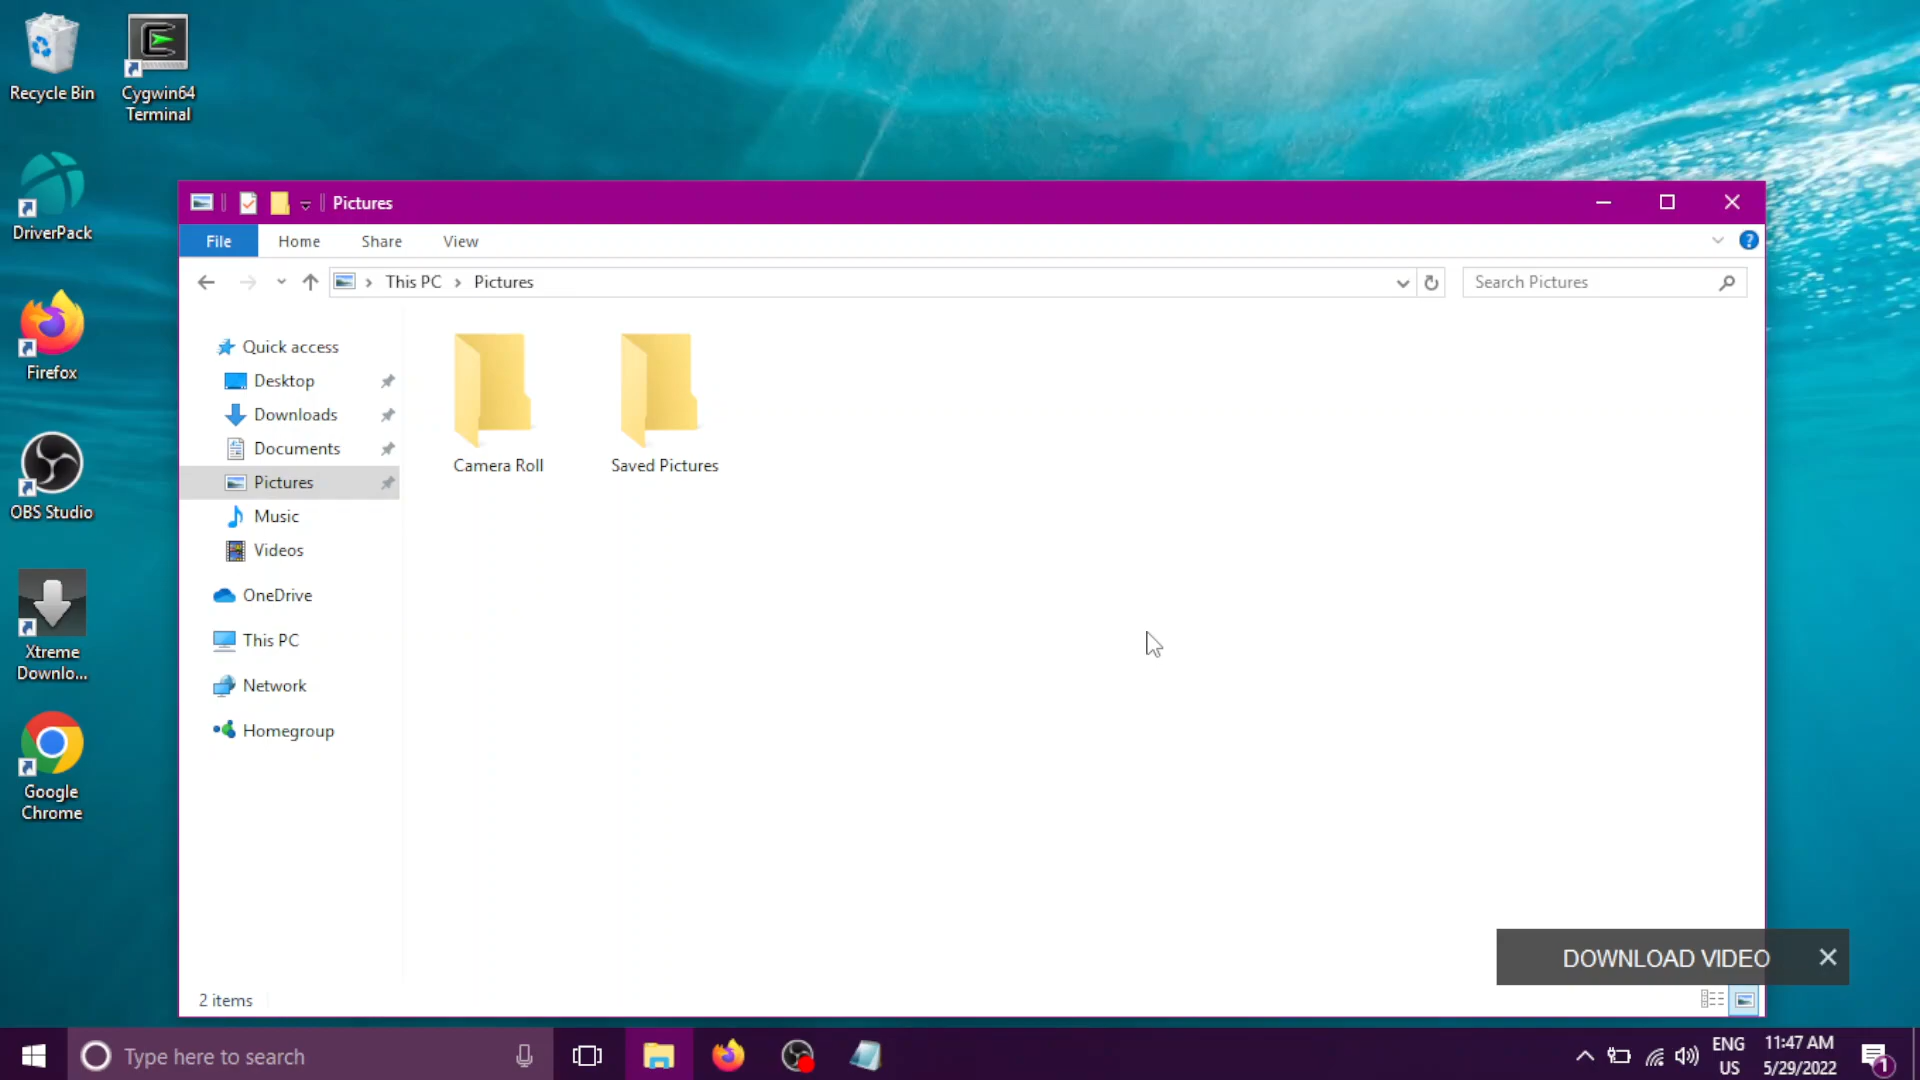 Recycle Bin
Cygwin64
Terminal
DriverPack
Firefox
OBS Studio
Xtreme
Downlo...
Google
Chrome
Pictures
File
Home
Share
View
This PC
Pictures
Search Pictures
Quick access
Desktop
Downloads
Documents
Pictures
Music
Videos
OneDrive
This PC
Network
Homegroup
Camera Roll
Saved Pictures
DOWNLOAD VIDEO
2 items
Type here to search
ENG
US
11:47 AM
5/29/2022
1